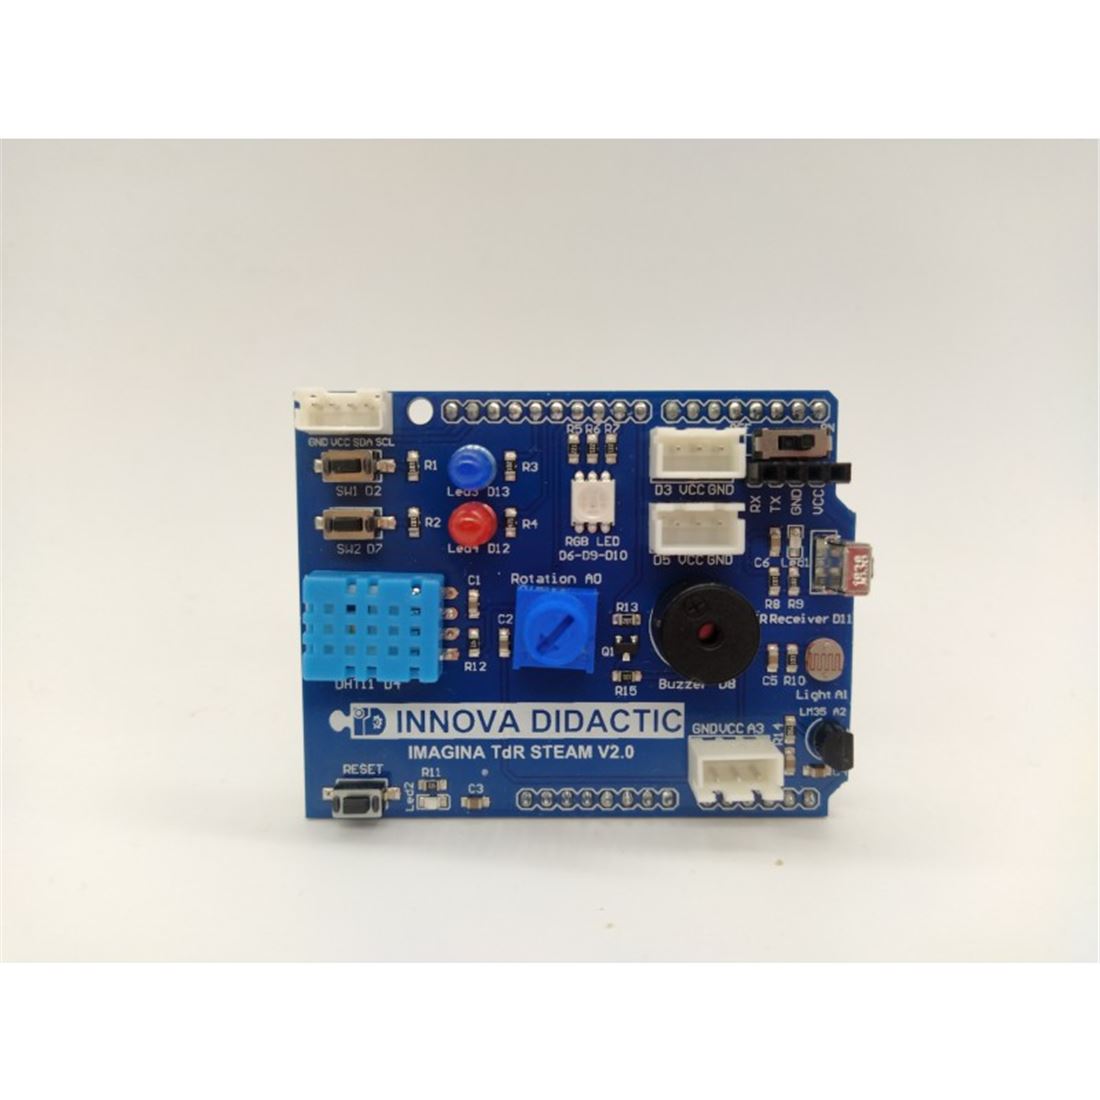 GND VCC SDA SCL
R1
R3
SW1 D2
Led3 D13
R2
R4
SW2 D7
Led4 D12
R5 R6 R7
RGB LED
D6-D9-D10
D3 VCC GND
D5 VCC GND
RX
TX
GND
VCC
C6 Led1
R8 R9
Receiver D11
Rotation A0
C1
C2
R12
R13
Q1
R15
DHT11 D4
Buzzer D8
C5 R10
Light A1
LM35 A2
INNOVA DIDACTIC
IMAGINA TdR STEAM V2.0
GND VCC A3
R14
RESET
R11
Led2
C3